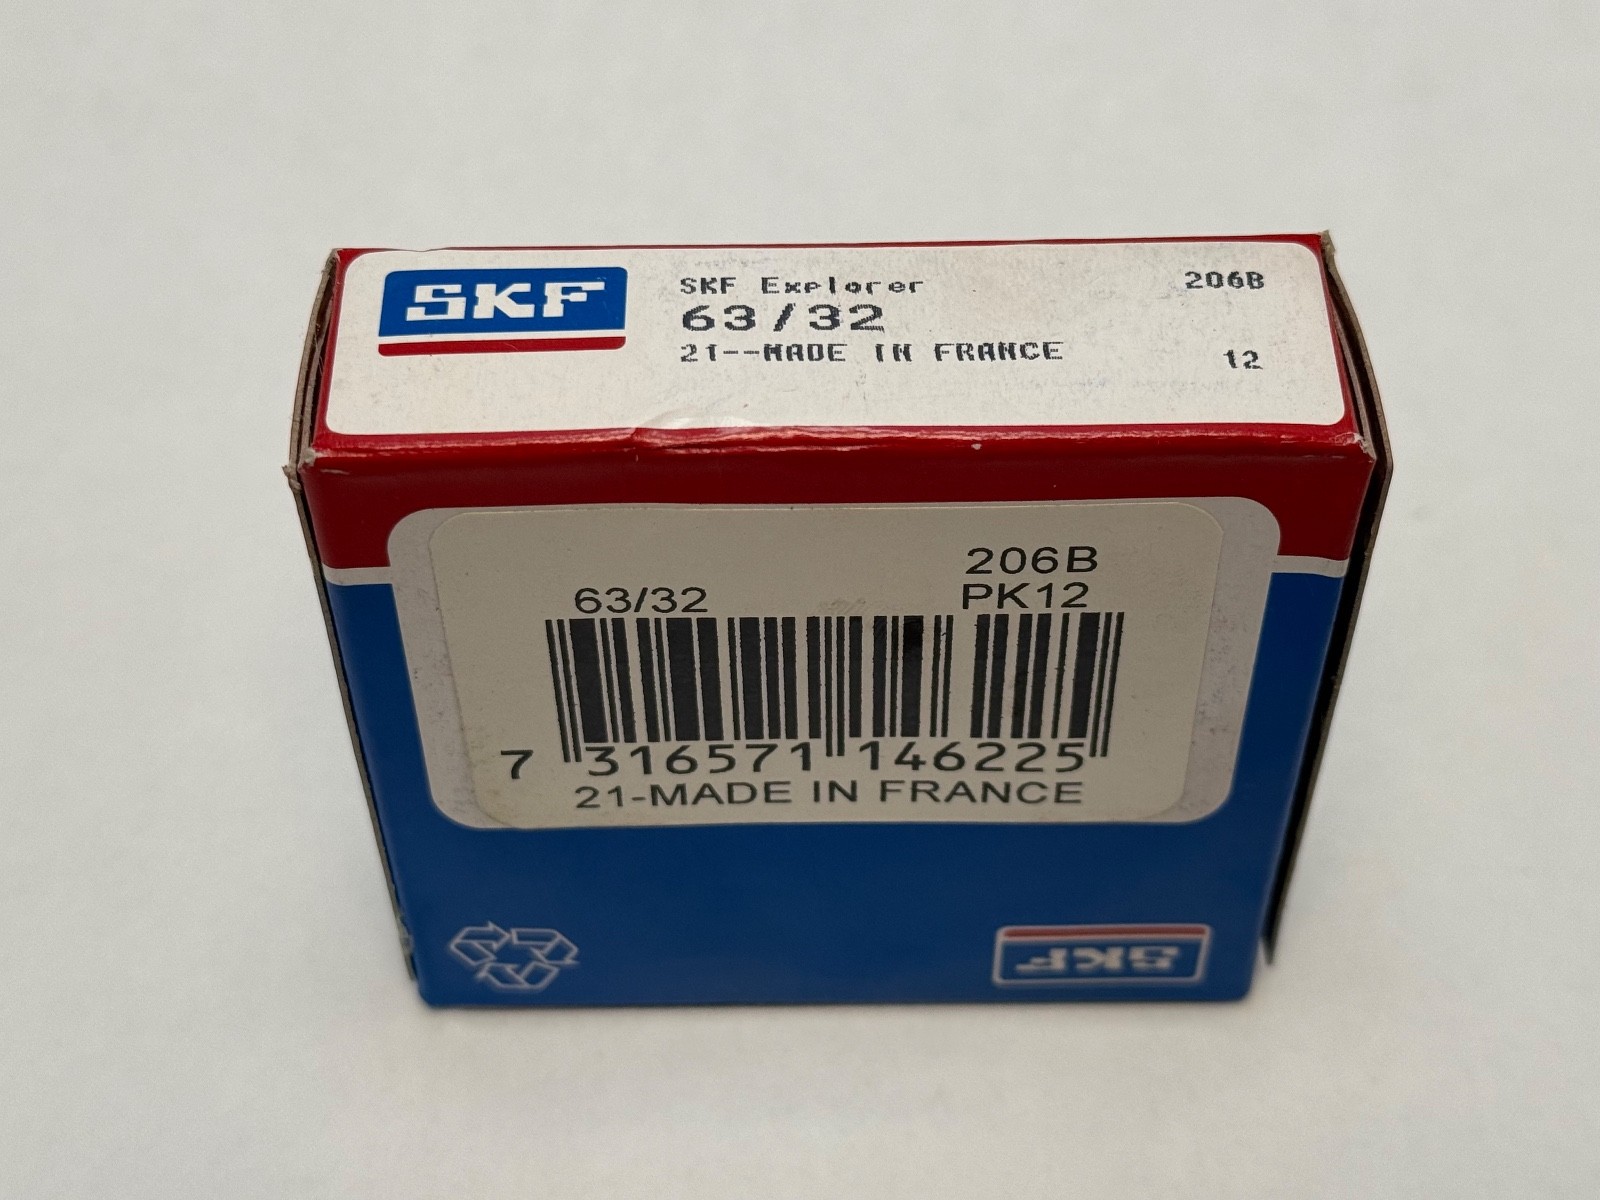 SKF
SKF Explorer
206B
63/32
21--MADE IN FRANCE
12
206B
63/32
PK12
7 316571 146225
21-MADE IN FRANCE
SKF